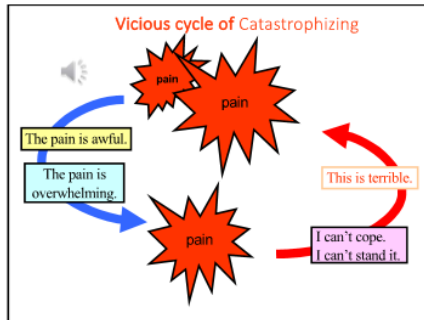 Vicious cycle of Catastrophizing
pain
pain
The pain is awful.
The pain is
overwhelming.
This is terrible.
pain
I can't cope.
I can't stand it.